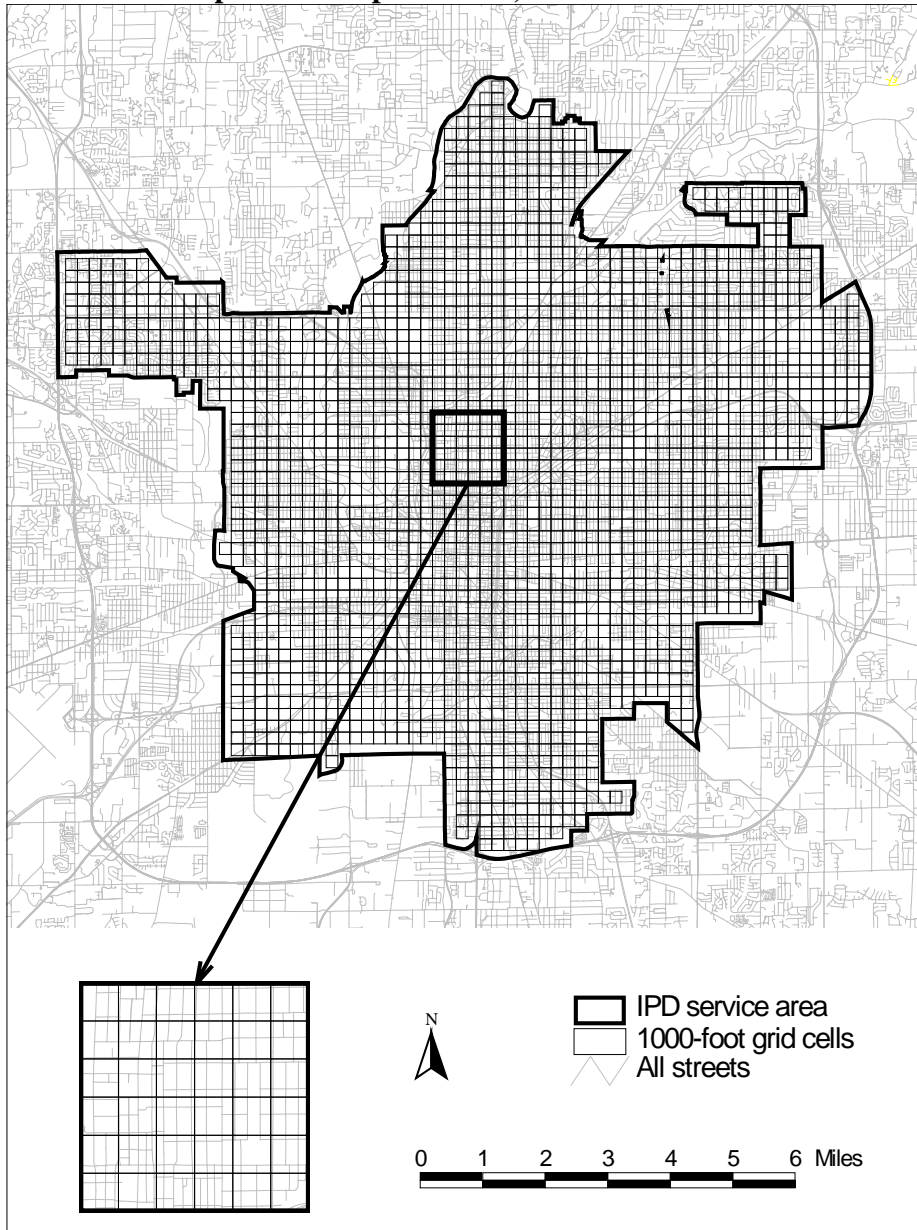 N
IPD service area
1000-foot grid cells
All streets
0 1 2 3 4 5 6 Miles